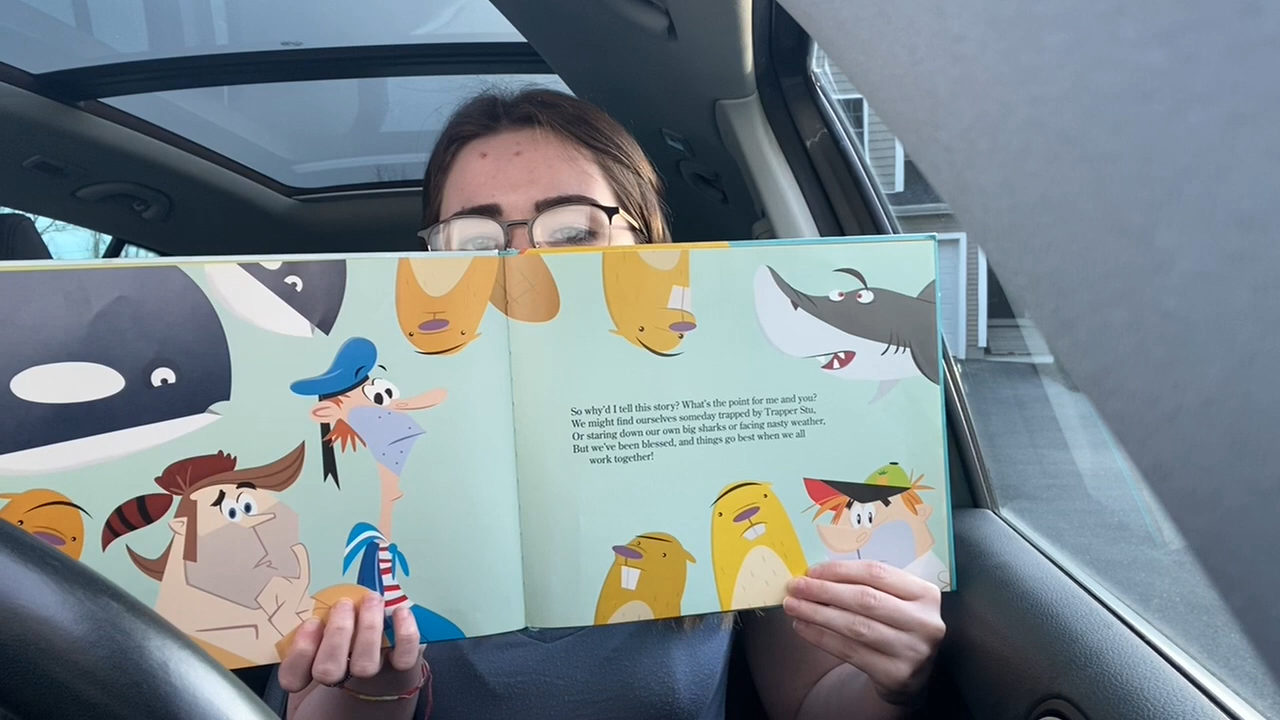 So why'd I tell this story? What's the point for me and you?
We might find ourselves someday trapped by Trapper Stu,
Or staring down our own big sharks or facing nasty weather,
But we've been blessed, and things go best when we all
work together!